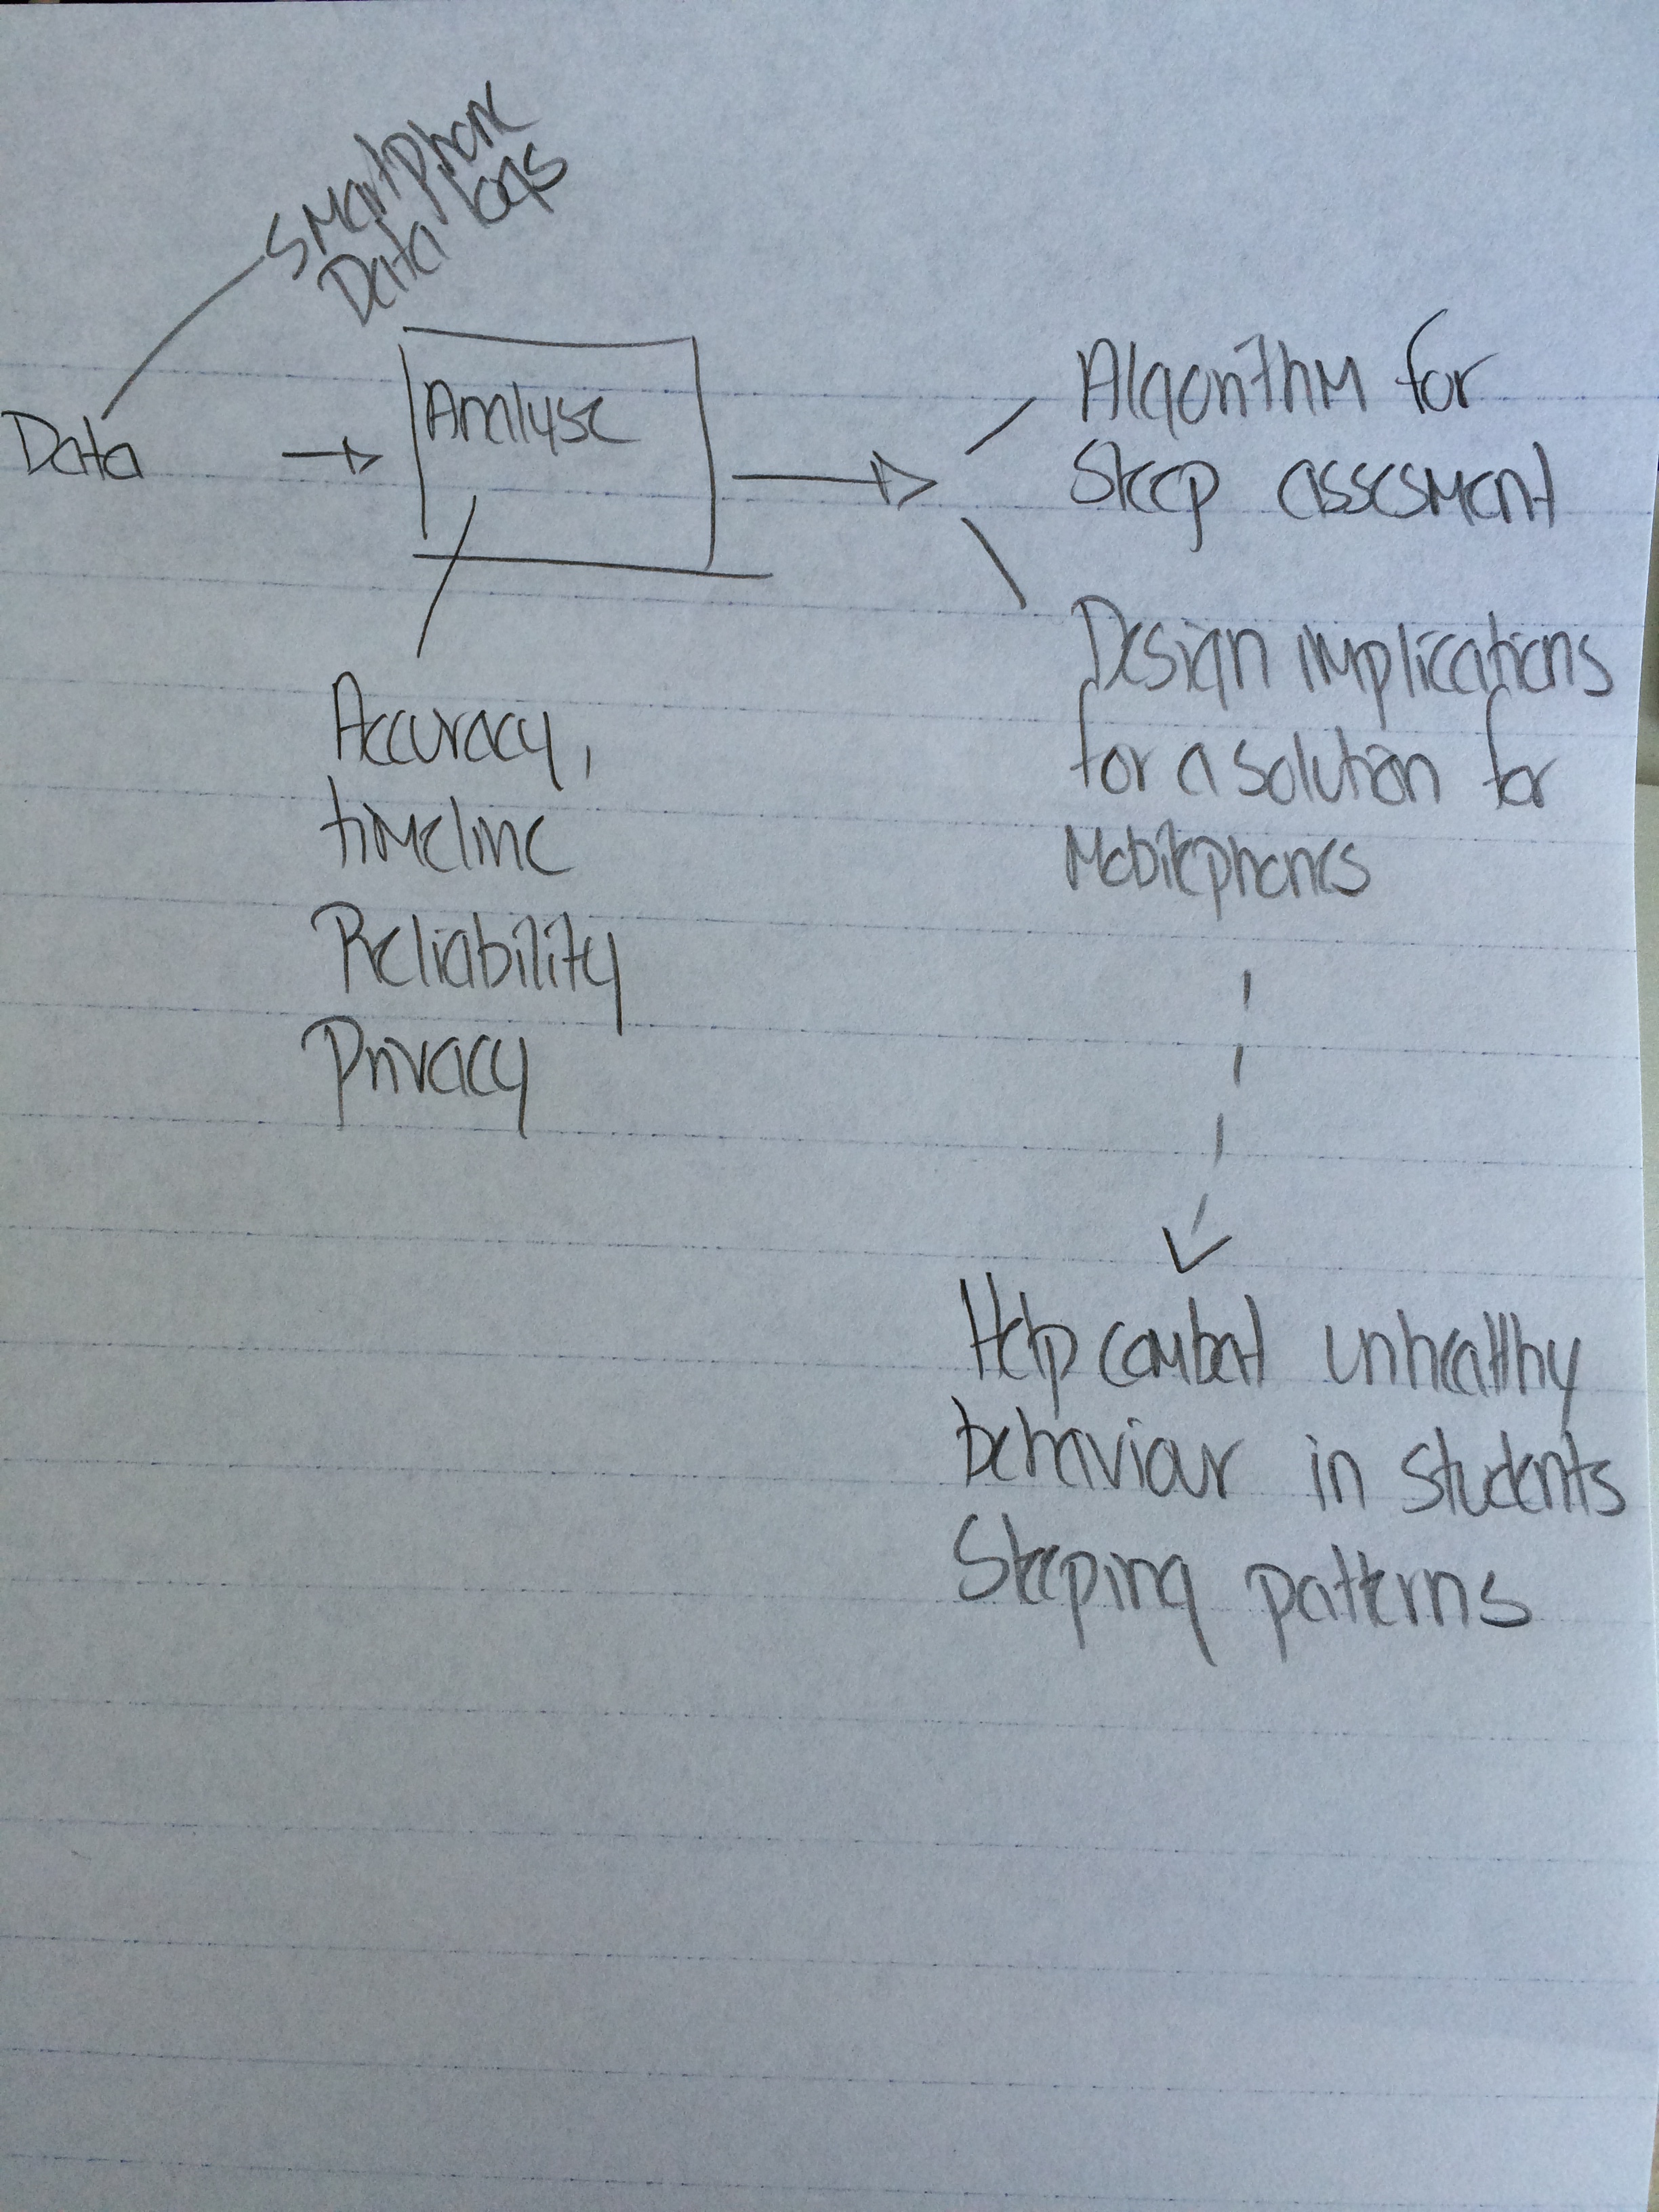 Smartphone
Data logs
Data
Analyse
Accuracy,
timeline
Reliability
Privacy
Algorithm for
Sleep assesment
Design implications
for a solution for
Mobilephones
Help combat unhealthy
behaviour in students
Sleeping patterns